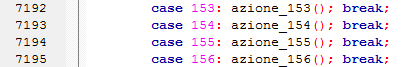 7192 case 153: azione_153(); break;
7193 case 154: azione_154(); break;
7194 case 155: azione_155(); break;
7195 case 156: azione_156(); break;